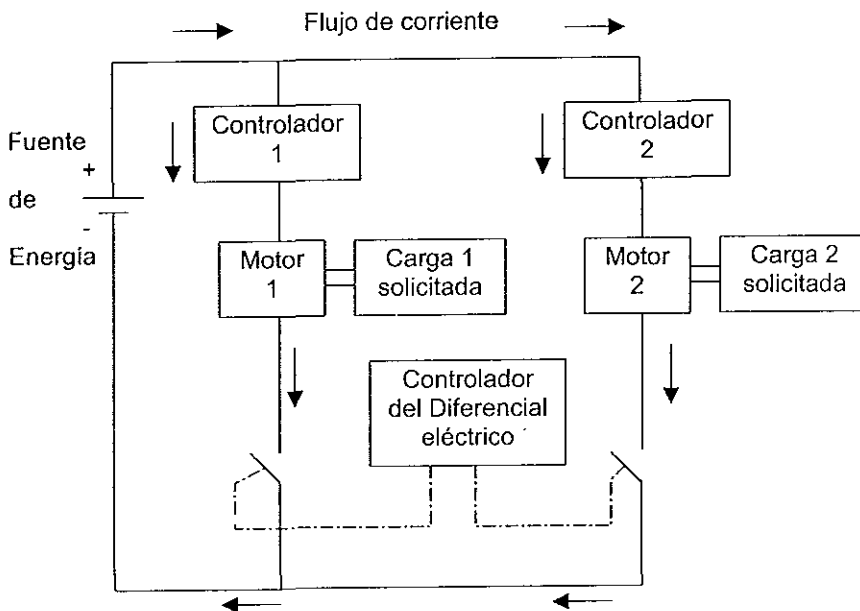 Flujo de corriente
Fuente
+
de
-
Energía
Controlador
1
Controlador
2
Motor
1
Carga 1
solicitada
Motor
2
Carga 2
solicitada
Controlador
del Diferencial
eléctrico